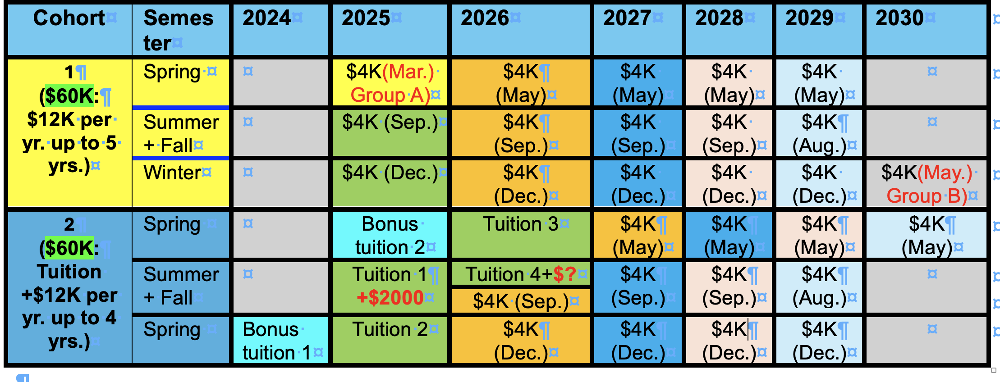 Cohort¤ Semes 2024¤ 2025¤ 2026¤ 2027¤ 2028¤ 2029¤ 2030¤ ¤
ter¤
1¶
($60K:¶
$12K·per·
yr.·up·to·5·
yrs.)¤
Spring·¤ ¤ $4K(Mar.)· $4K¶ $4K· $4K· $4K· ¤ ¤
Group·A)¤ (May)¤ (May)¤ (May)¤ (May)¤
Summer ¤ $4K·(Sep.)¤ $4K¶ $4K· $4K· $4K¶ ¤ ¤
+·Fall¤ (Sep.)¤ (Sep.)¤ (Sep.)¤ (Aug.)¤
Winter¤ ¤ $4K·(Dec.)¤ $4K¶ $4K· $4K· $4K· $4K(May.)· ¤
(Dec.)¤ (Dec.)¤ (Dec.)¤ (Dec.)¤ Group·B)¤
2¶
($60K:¶
Tuition·
+$12K·per·
yr.·up·to·4·
yrs.)¤
Spring·¤ ¤ Bonus· Tuition·3¤ $4K¶ $4K¶ $4K¶ $4K¶ ¤
tuition·2¤ (May)¤ (May)¤ (May)¤ (May)¤
Summer ¤ Tuition·1¶ Tuition·4+$?¤ $4K¶ $4K¶ $4K¶ ¤ ¤
+·Fall¤ +$2000¤ $4K·(Sep.)¤ (Sep.)¤ (Sep.)¤ (Aug.)¤ ¤
Spring·¤ Bonus· Tuition·2¤ $4K¶ $4K¶ $4K¶ $4K¶ ¤ ¤
tuition·1¤ (Dec.)¤ (Dec.)¤ (Dec.)¤ (Dec.)¤
¶